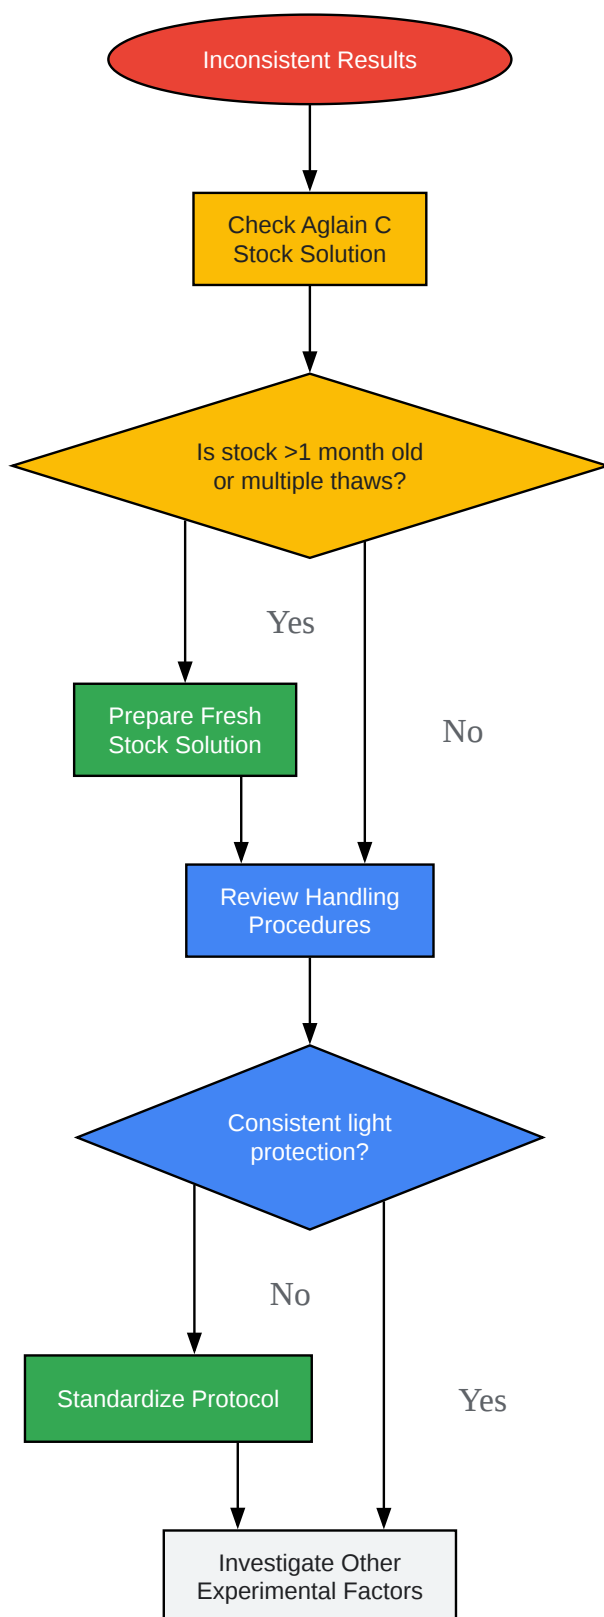 Inconsistent Results
Check Aglain C
Stock Solution
Is stock >1 month old
or multiple thaws?
Yes
Prepare Fresh
Stock Solution
No
Review Handling
Procedures
Consistent light
protection?
No
Standardize Protocol
Yes
Investigate Other
Experimental Factors